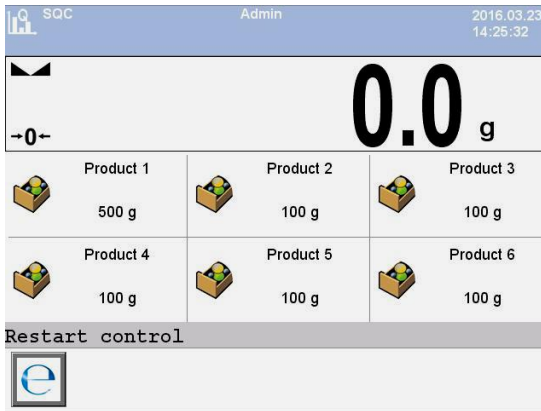 SQC Admin 2016.03.23
14:25:32
0.0 g
→0←
Product 1 Product 2 Product 3
500 g 100 g 100 g
Product 4 Product 5 Product 6
100 g 100 g 100 g
Restart control